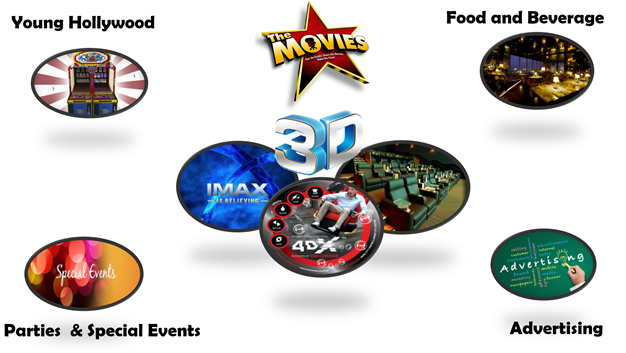 Young Hollywood
The
MOVIES
Food and Beverage
3D
IMAX
IS BELIEVING
4DX
Special Events
Advertising
Parties & Special Events
Advertising